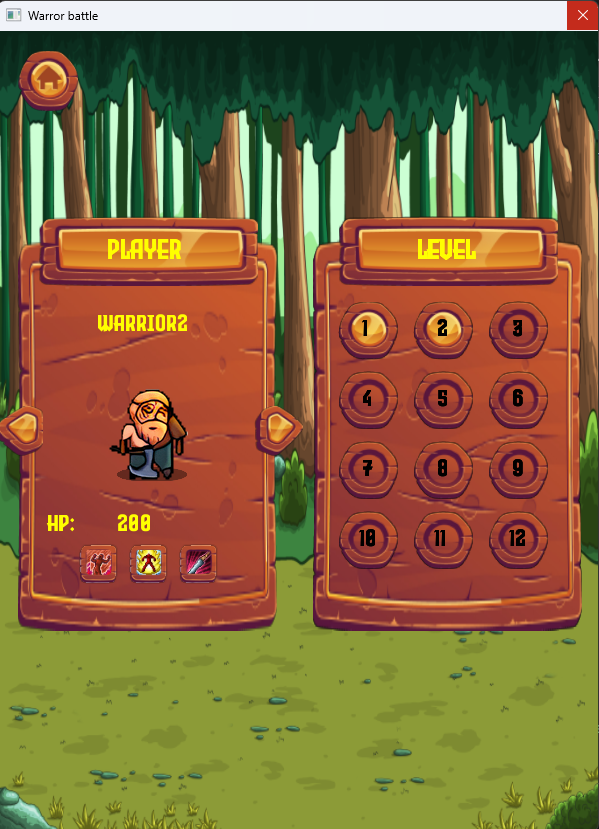 Warror battle
PLAYER
WARRIOR2
HP: 200
LEVEL
1 2 3
4 5 6
7 8 9
10 11 12